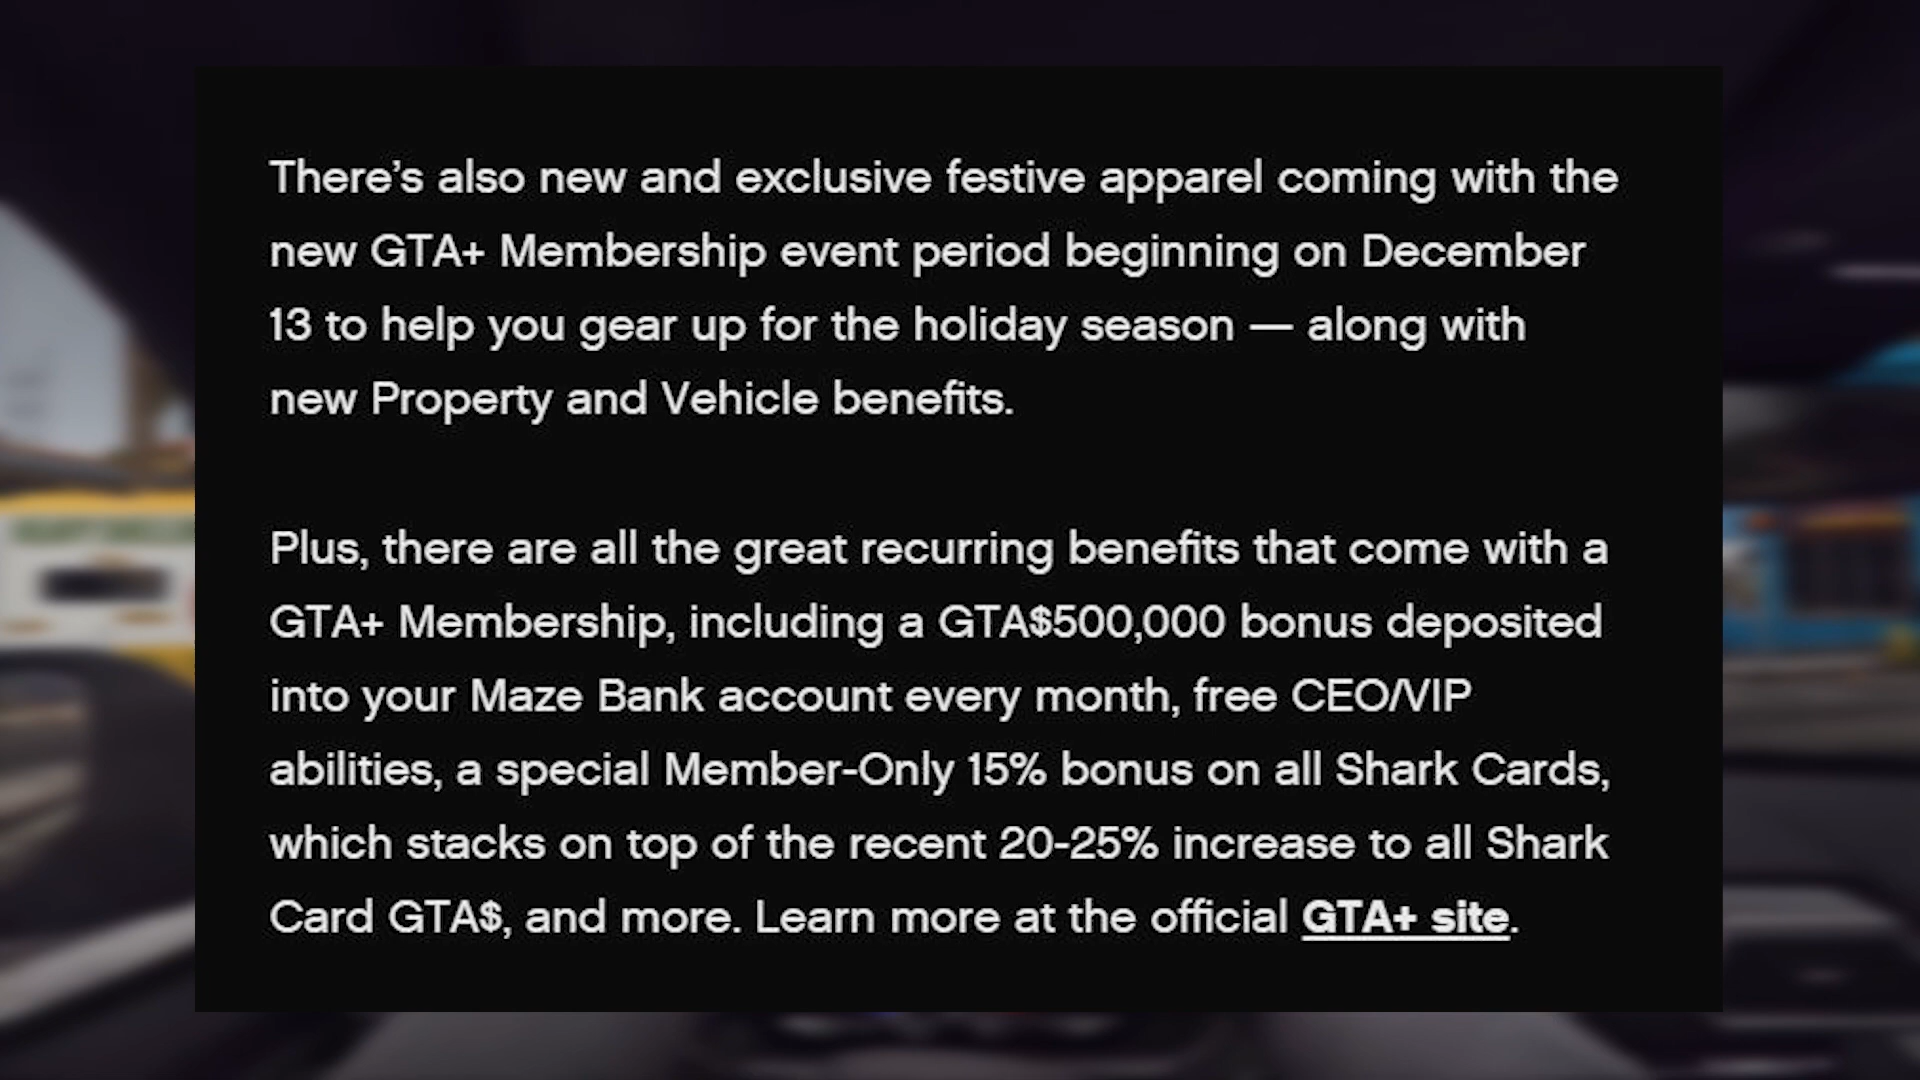 There’s also new and exclusive festive apparel coming with the
new GTA+ Membership event period beginning on December
13 to help you gear up for the holiday season — along with
new Property and Vehicle benefits.
Plus, there are all the great recurring benefits that come with a
GTA+ Membership, including a GTA$500,000 bonus deposited
into your Maze Bank account every month, free CEO/VIP
abilities, a special Member-Only 15% bonus on all Shark Cards,
which stacks on top of the recent 20-25% increase to all Shark
Card GTA$, and more. Learn more at the official GTA+ site.